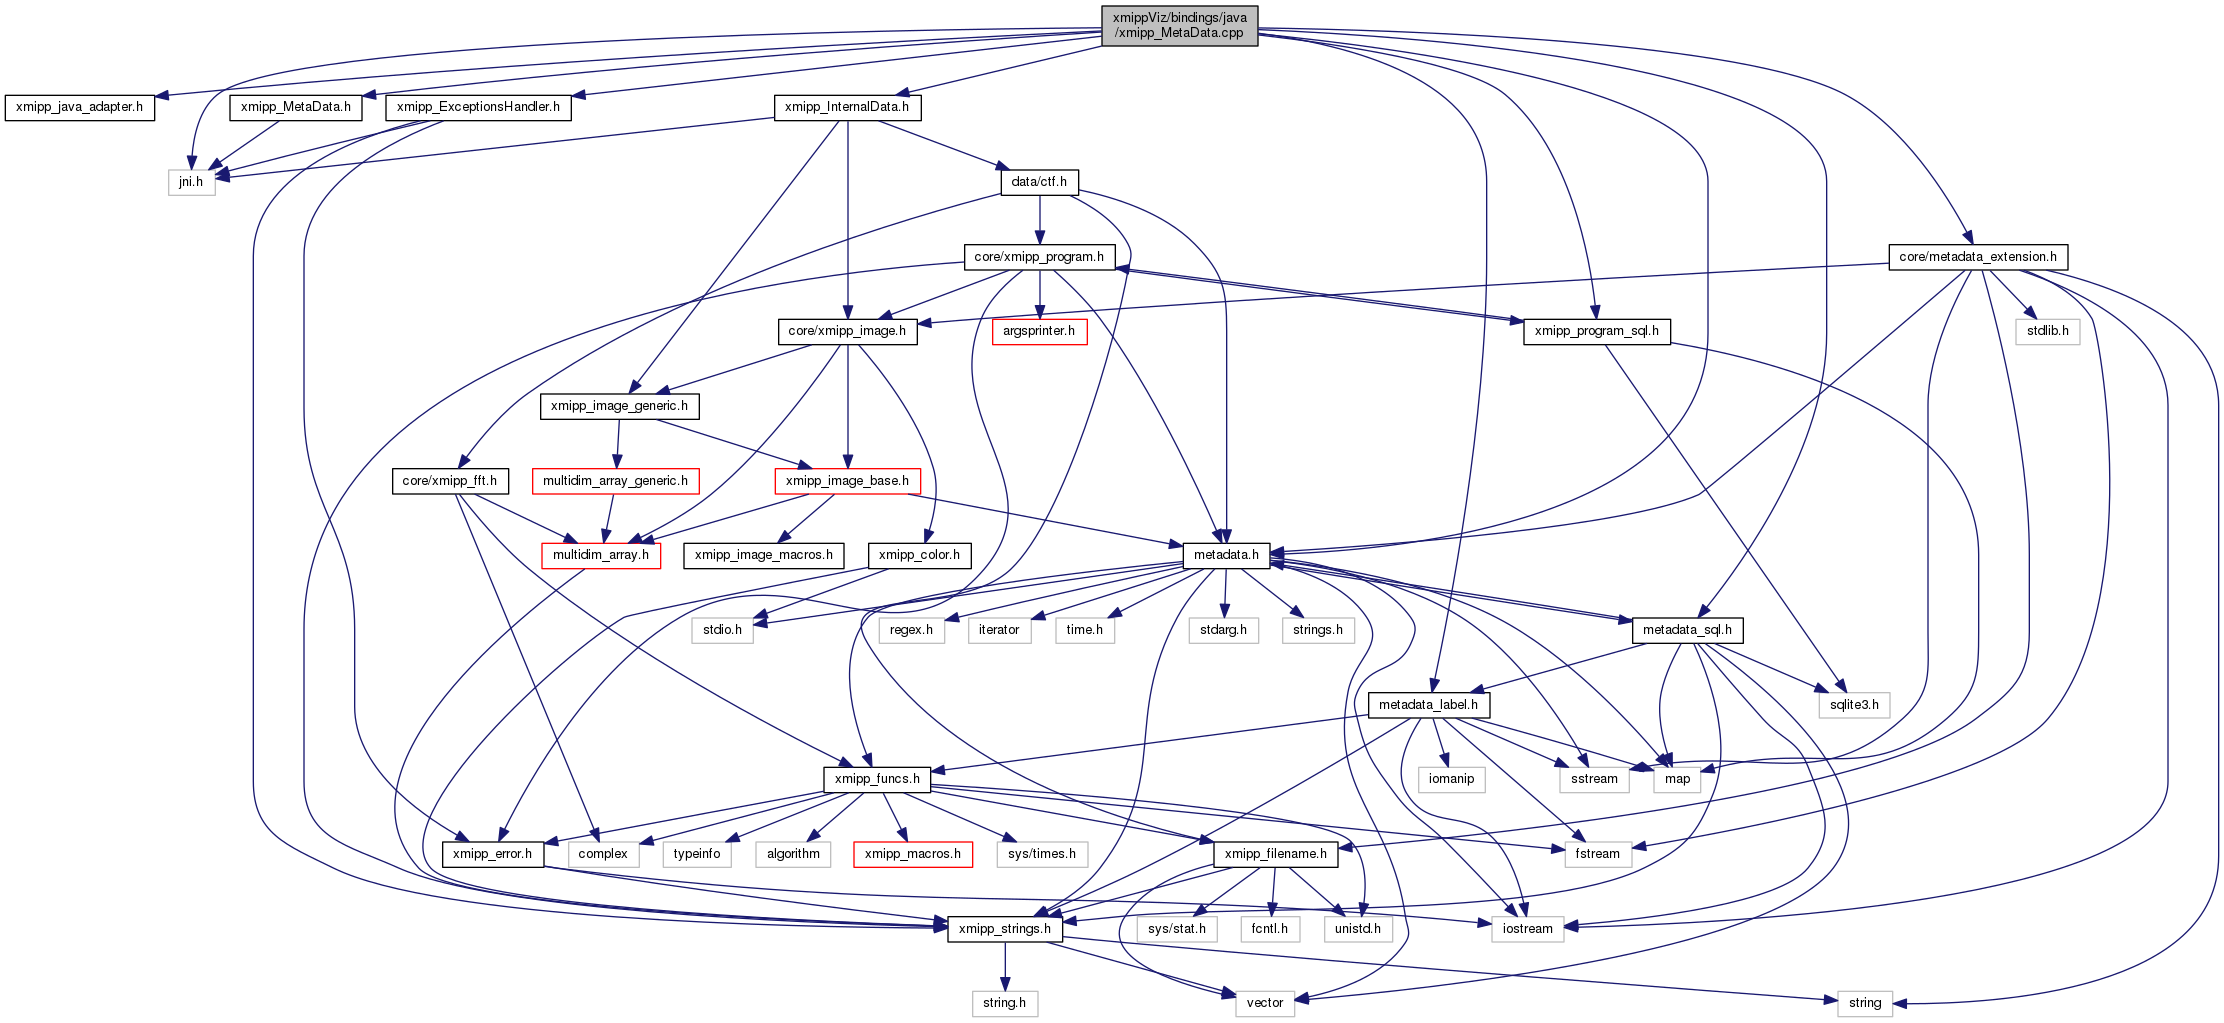 xmippViz/bindings/java
/xmipp_MetaData.cpp
xmipp_java_adapter.h
xmipp_MetaData.h
xmipp_ExceptionsHandler.h
xmipp_InternalData.h
jni.h
data/ctf.h
core/xmipp_program.h
core/metadata_extension.h
core/xmipp_image.h
argsprinter.h
xmipp_program_sql.h
stdlib.h
xmipp_image_generic.h
core/xmipp_fft.h
multidim_array_generic.h
xmipp_image_base.h
multidim_array.h
xmipp_image_macros.h
xmipp_color.h
metadata.h
stdio.h
regex.h
iterator
time.h
stdarg.h
strings.h
metadata_sql.h
metadata_label.h
sqlite3.h
xmipp_funcs.h
iomanip
sstream
map
xmipp_error.h
complex
typeinfo
algorithm
xmipp_macros.h
sys/times.h
xmipp_filename.h
fstream
xmipp_strings.h
sys/stat.h
fcntl.h
unistd.h
iostream
string.h
vector
string